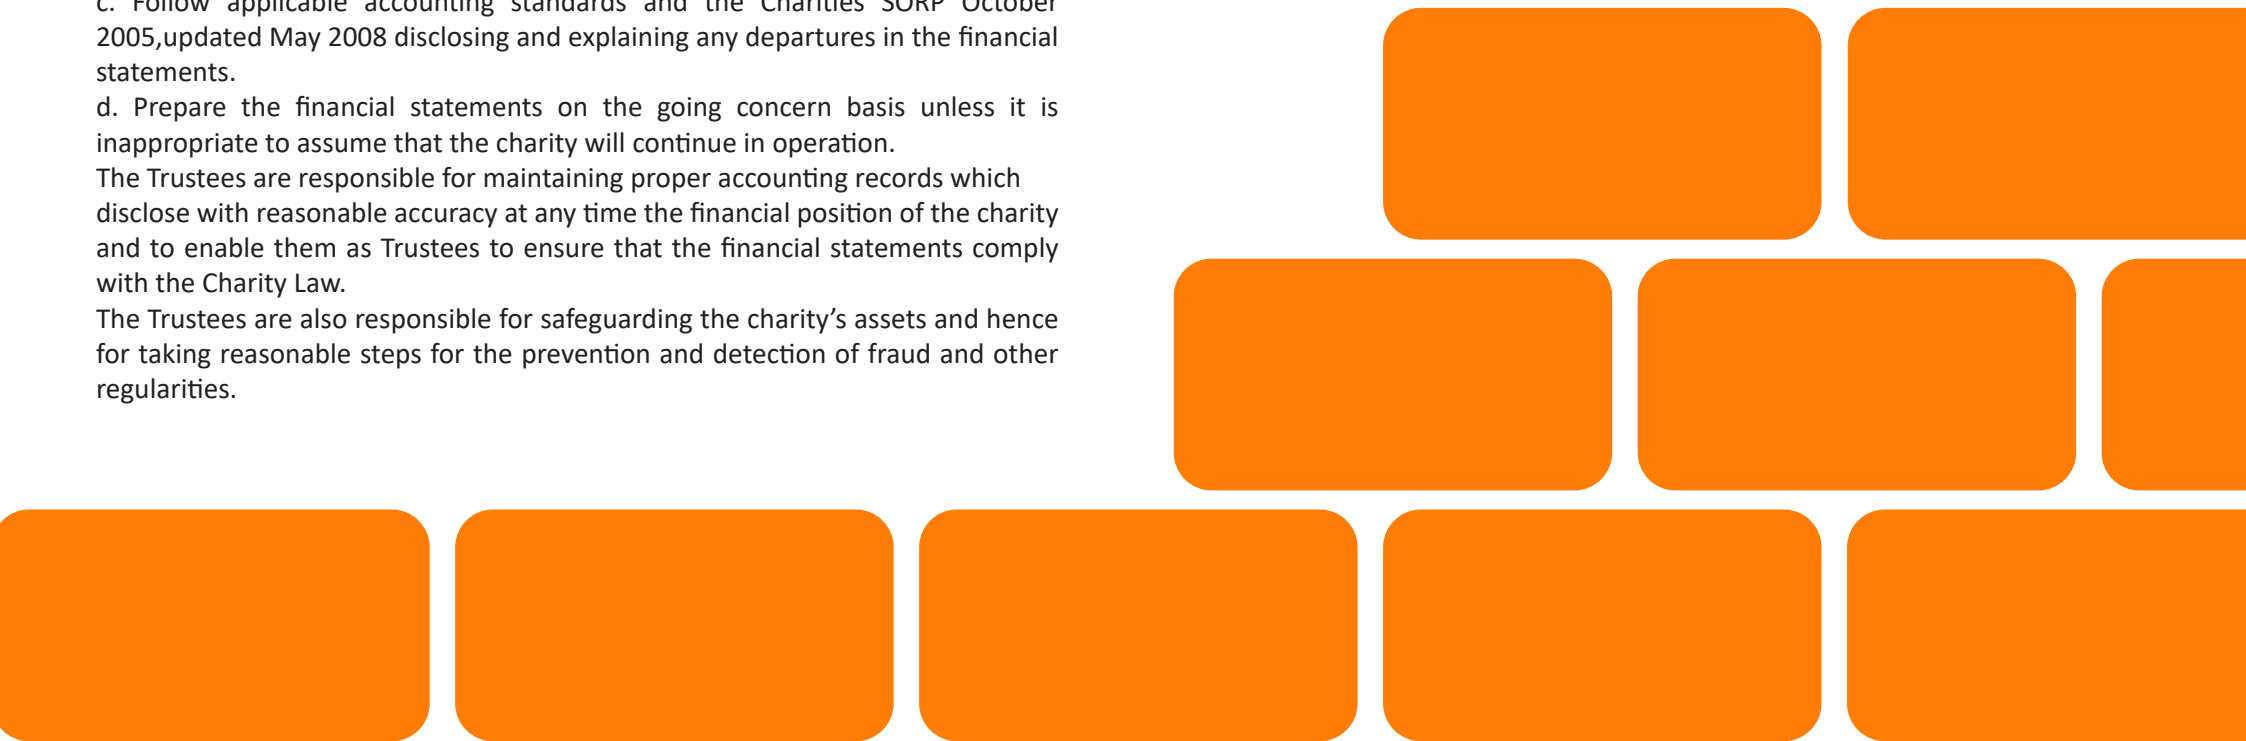 c. Follow applicable accounting standards and the Charities SORP October
2005,updated May 2008 disclosing and explaining any departures in the financial
statements.
d. Prepare the financial statements on the going concern basis unless it is
inappropriate to assume that the charity will continue in operation.
The Trustees are responsible for maintaining proper accounting records which
disclose with reasonable accuracy at any time the financial position of the charity
and to enable them as Trustees to ensure that the financial statements comply
with the Charity Law.
The Trustees are also responsible for safeguarding the charity’s assets and hence
for taking reasonable steps for the prevention and detection of fraud and other
regularities.